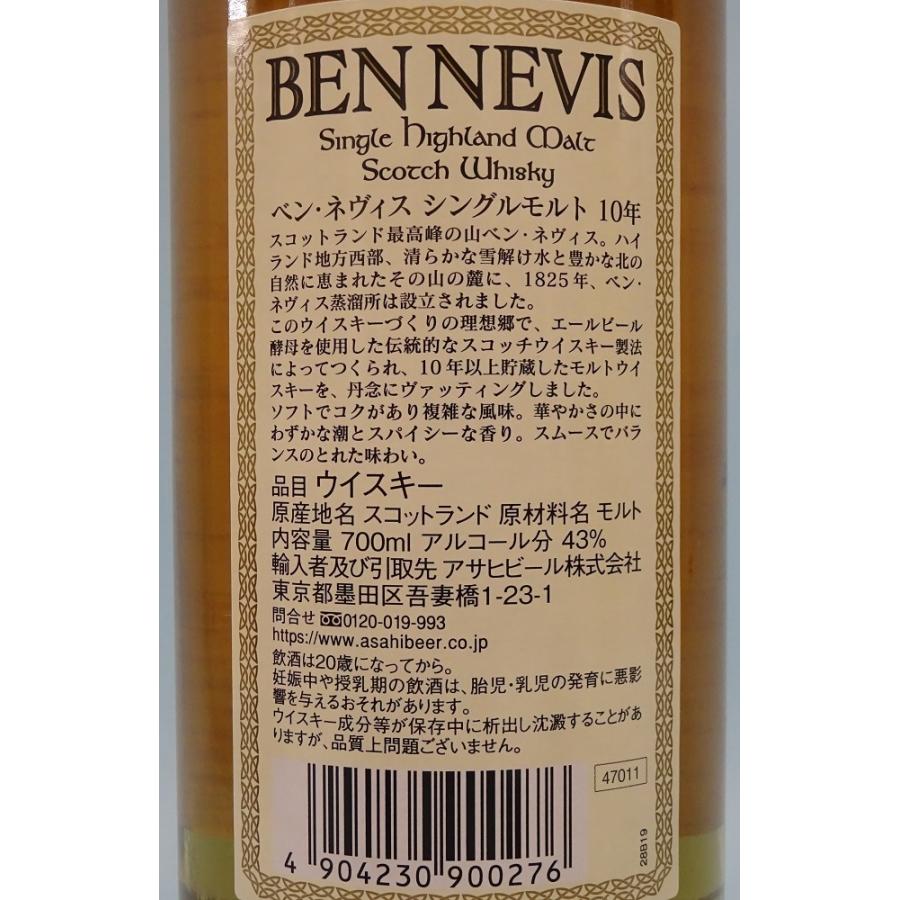 BEN NEVIS
Single Highland Malt
Scotch Whisky
ベン・ネヴィス シングルモルト 10年
スコットランド最高峰の山ベン・ネヴィス。ハイ
ランド地方西部、清らかな雪解け水と豊かな北の
自然に恵まれたその山の麓に、1825年、ベン・
ネヴィス蒸溜所は設立されました。
このウイスキーづくりの理想郷で、エールビール
酵母を使用した伝統的なスコッチウイスキー製法
によってつくられ、10年以上貯蔵したモルトウイ
スキーを、丹念にヴァッティングしました。
ソフトでコクがあり複雑な風味。華やかさの中に
わずかな潮とスパイシーな香り。スムースでバラ
ンスのとれた味わい。
品目 ウイスキー
原産地名 スコットランド 原材料名 モルト
内容量 700ml アルコール分 43%
輸入者及び引取先 アサヒビール株式会社
東京都墨田区吾妻橋1-23-1
問合せ 0120-019-993
https://www.asahibeer.co.jp
飲酒は20歳になってから。
妊娠中や授乳期の飲酒は、胎児・乳児の発育に悪影
響を与えるおそれがあります。
ウイスキー成分等が保存中に析出し沈澱することがあ
りますが、品質上問題ございません。
47011
28B19
4 904230 900276